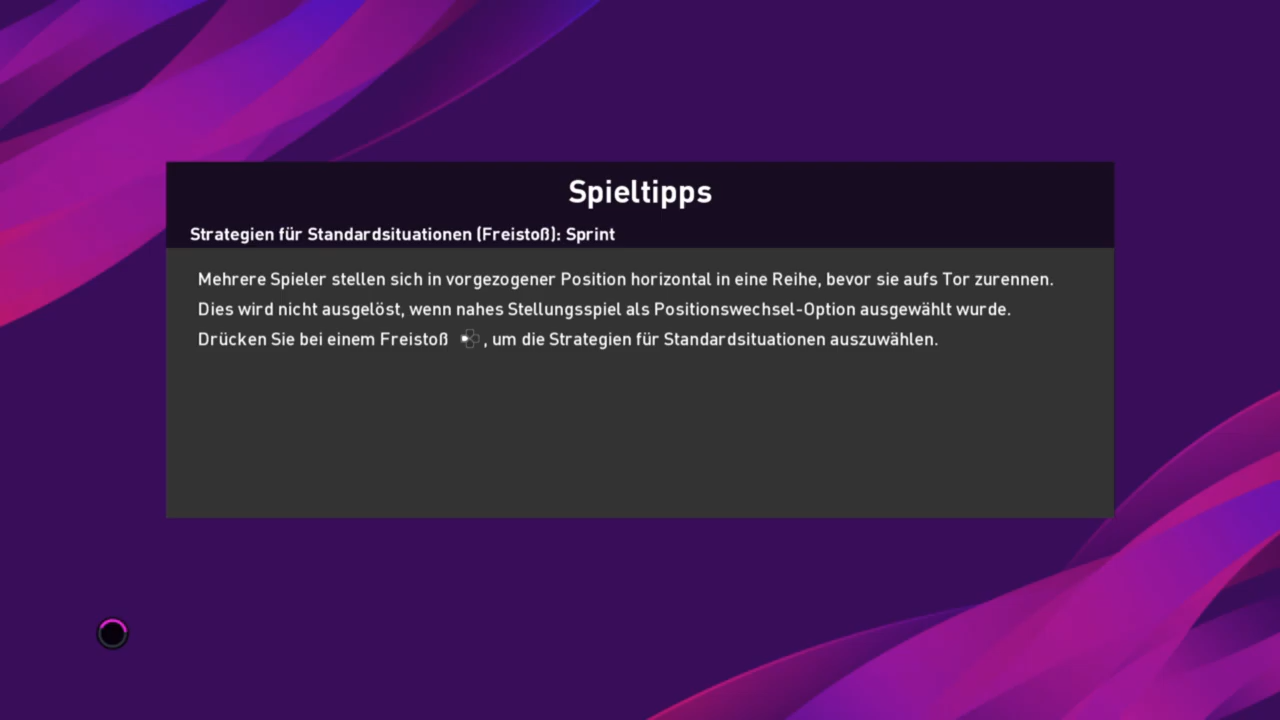 Spieltipps
Strategien für Standardsituationen (Freistoß): Sprint
Mehrere Spieler stellen sich in vorgezogener Position horizontal in eine Reihe, bevor sie aufs Tor zurennen.
Dies wird nicht ausgelöst, wenn nahes Stellungsspiel als Positionswechsel-Option ausgewählt wurde.
Drücken Sie bei einem Freistoß , um die Strategien für Standardsituationen auszuwählen.